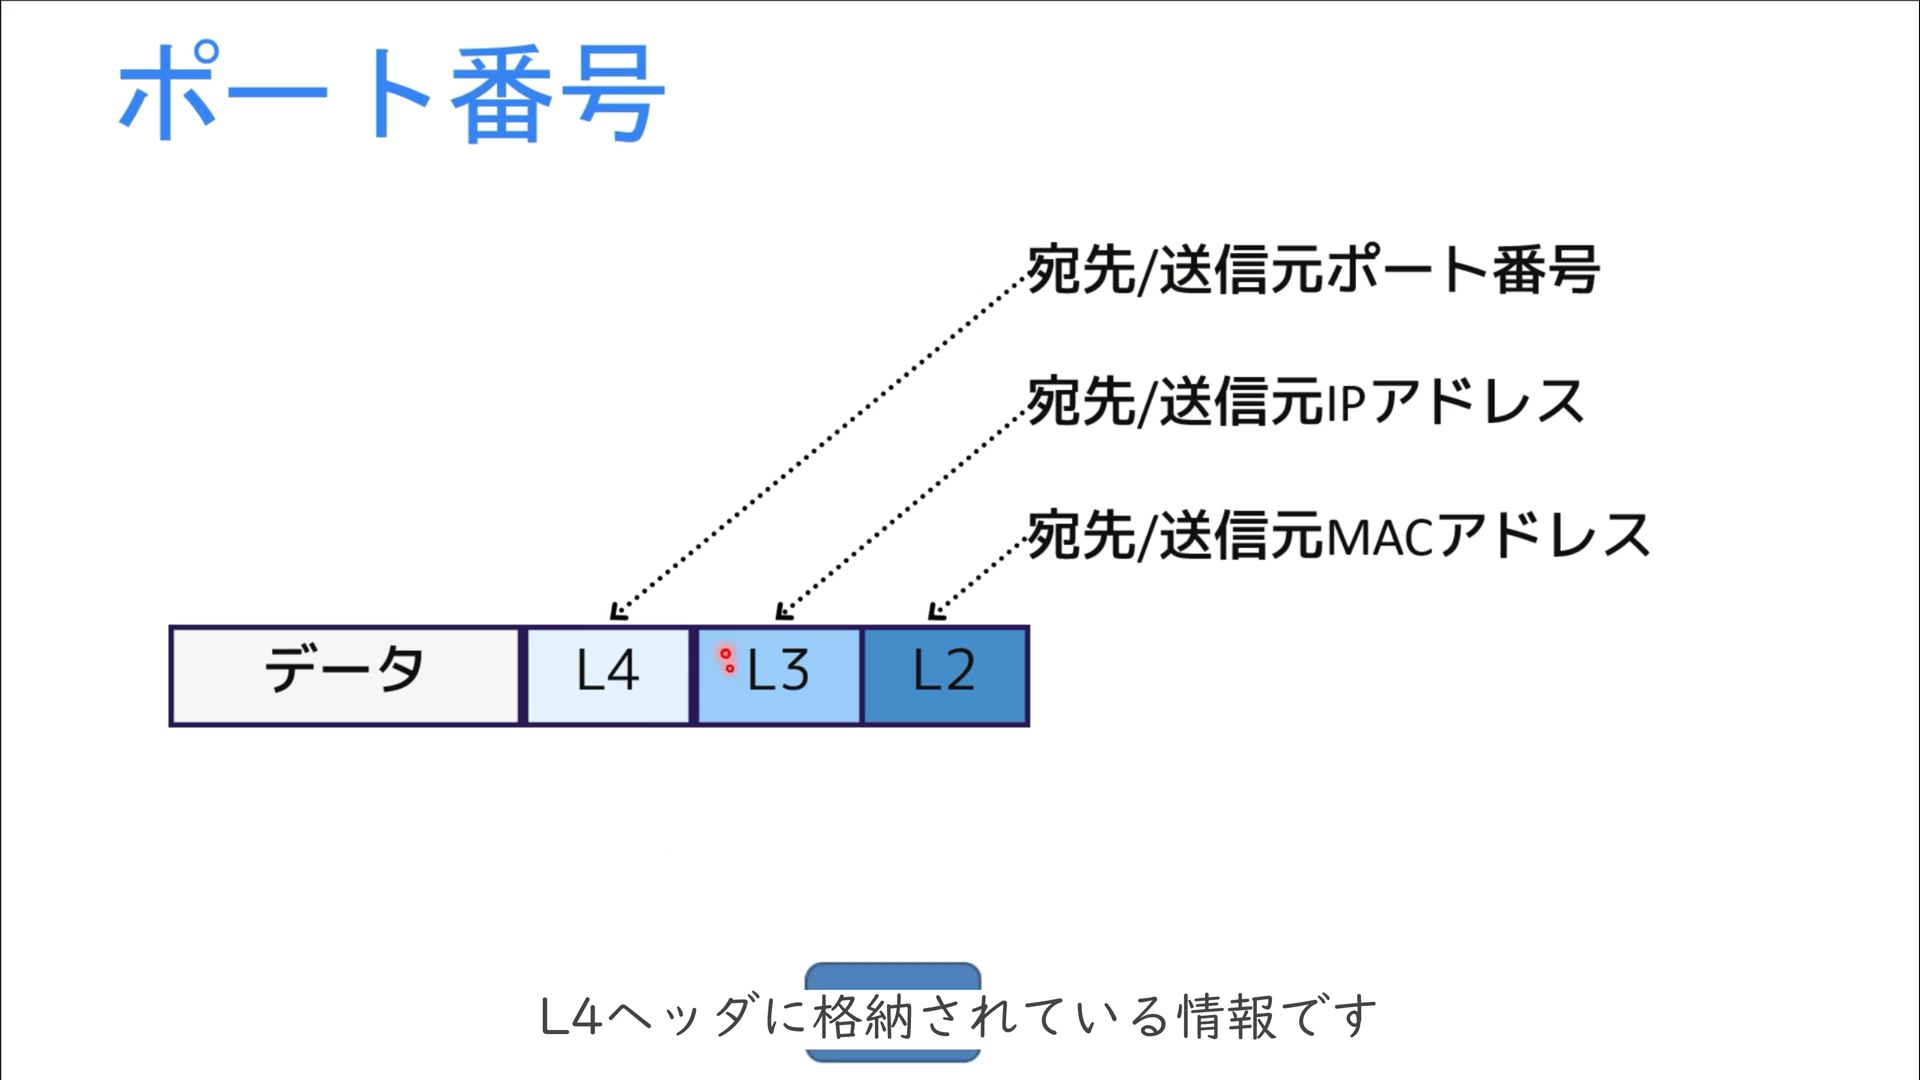 ポート番号
宛先/送信元ポート番号
宛先/送信元IPアドレス
宛先/送信元MACアドレス
データ L4 L3 L2
L4ヘッダに格納されている情報です